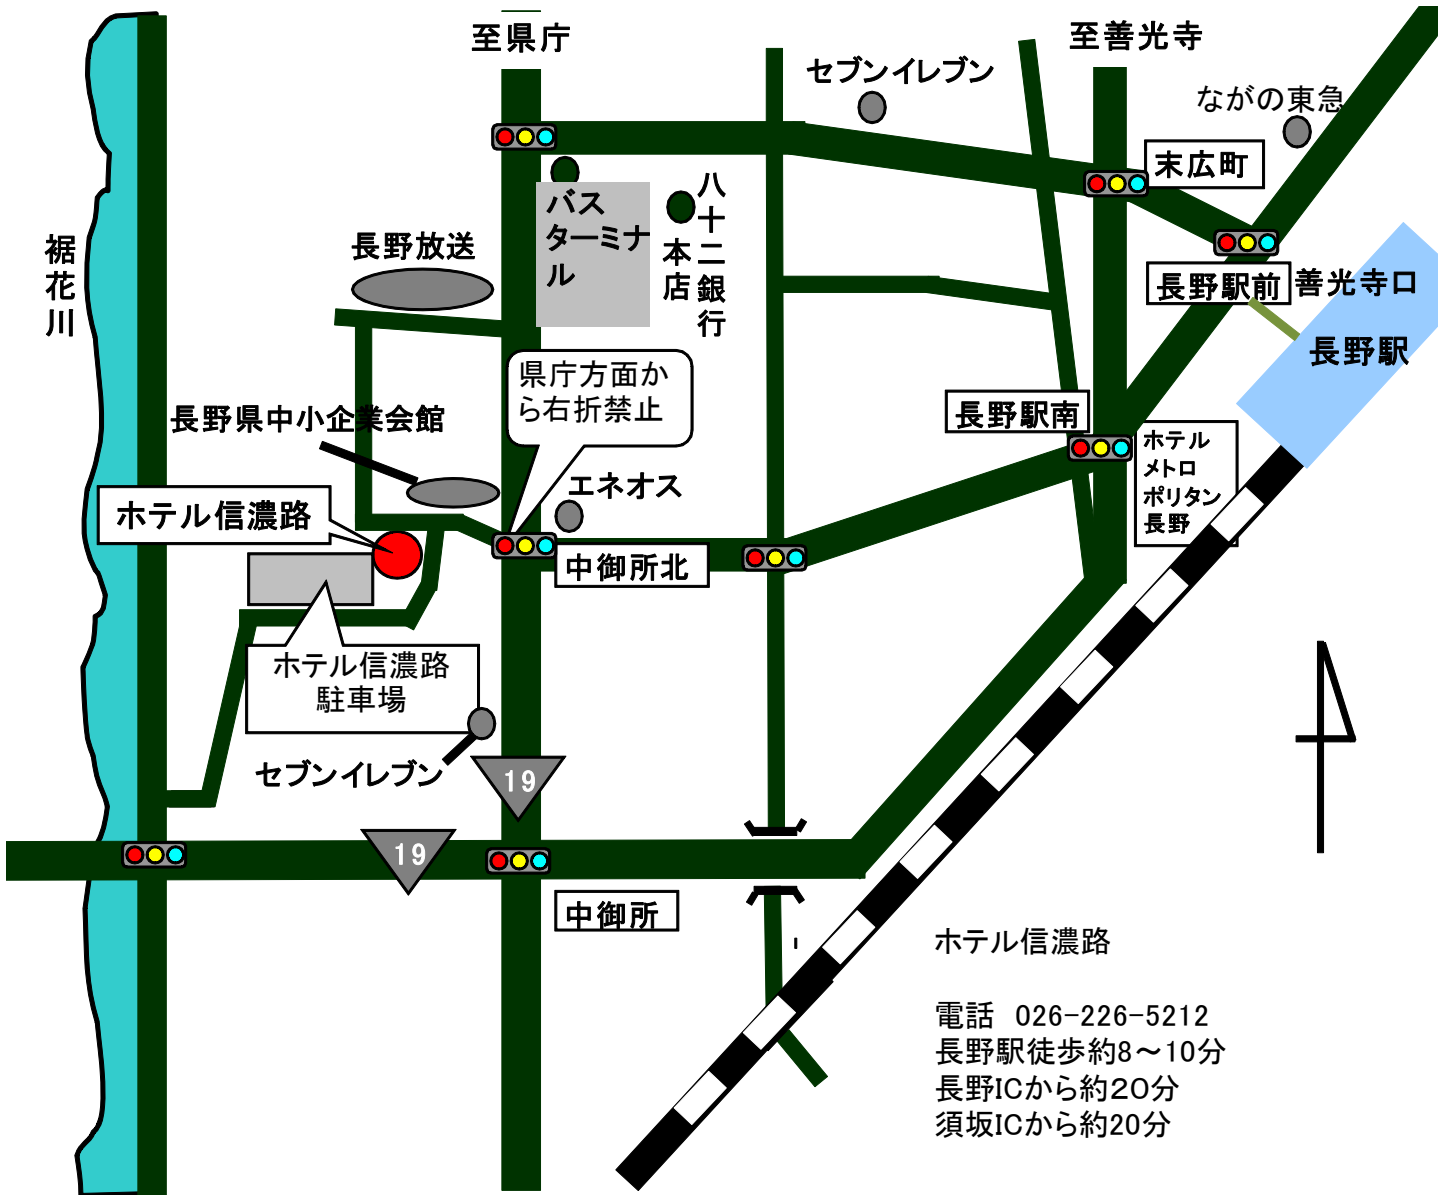 至県庁
至善光寺
セブンイレブン
ながの東急
末広町
バス
ターミナ
ル
八十二銀行
本店
長野放送
裾花川
長野駅前
善光寺口
長野駅
県庁方面か
ら右折禁止
長野県中小企業会館
長野駅南
ホテル
メトロ
ポリタン
長野
エネオス
ホテル信濃路
中御所北
ホテル信濃路
駐車場
セブンイレブン
19
19
中御所
ホテル信濃路
電話 026-226-5212
長野駅徒歩約8～10分
長野ICから約20分
須坂ICから約20分